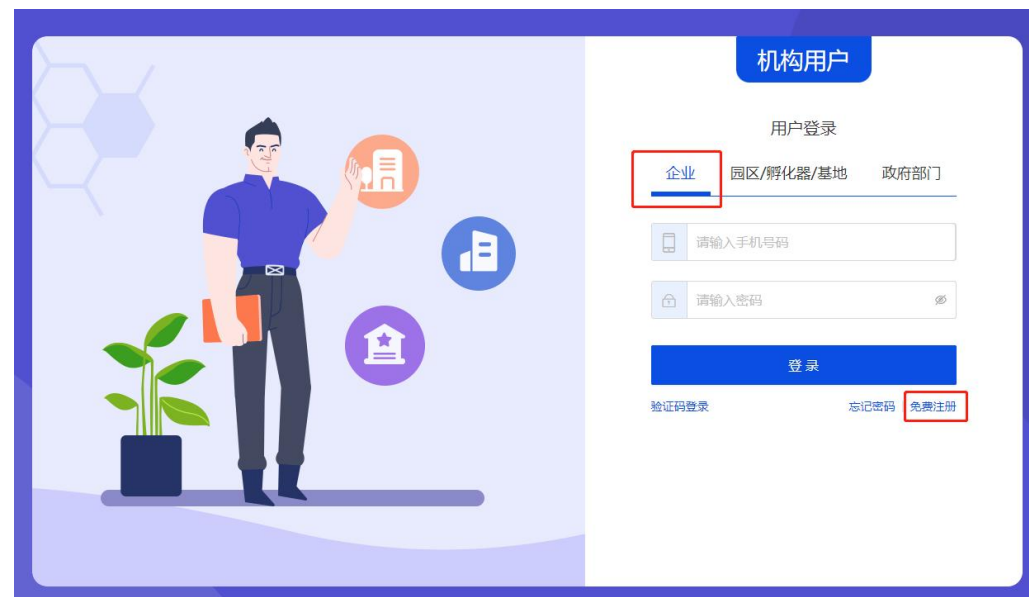 机构用户
用户登录
企业 园区/孵化器/基地 政府部门
请输入手机号码
请输入密码
登录
验证码登录 忘记密码 免费注册